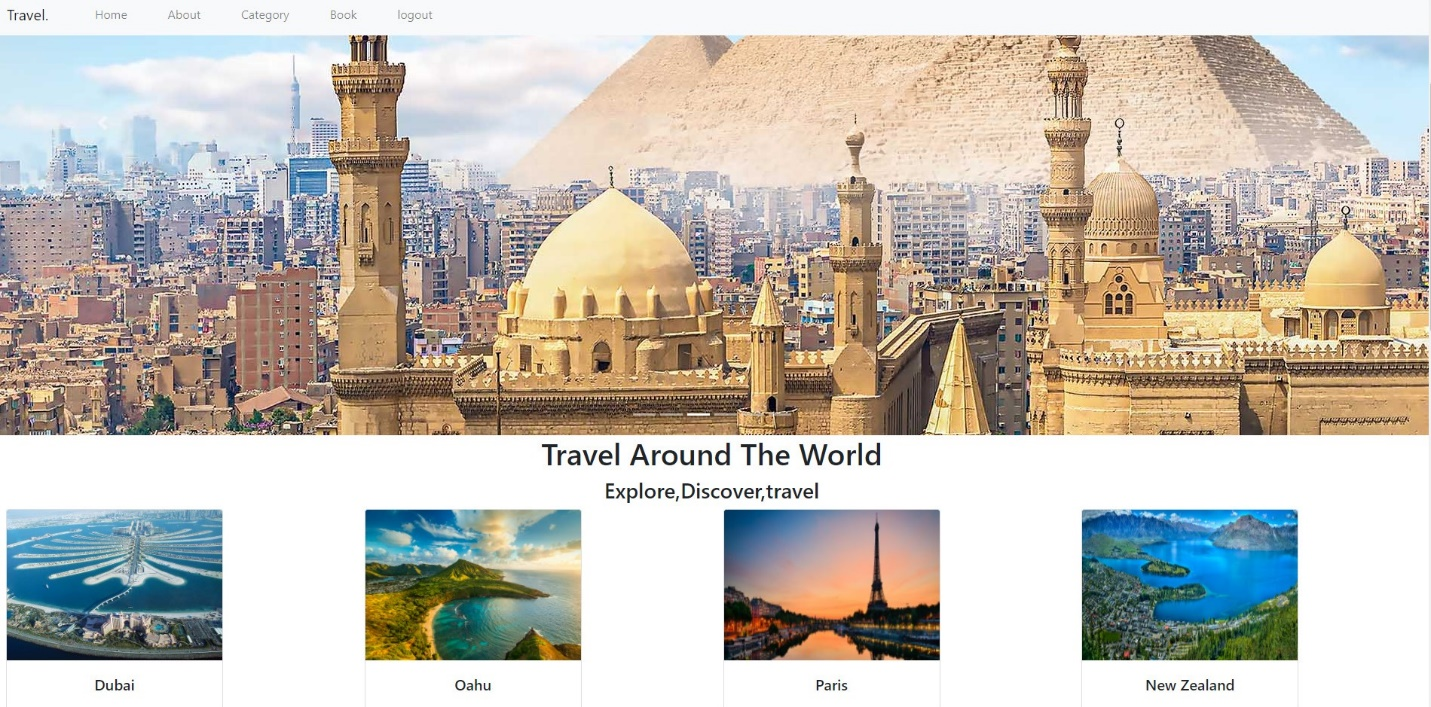 Travel. Home About Category Book logout
Travel Around The World
Explore,Discover,travel
Dubai Oahu Paris New Zealand